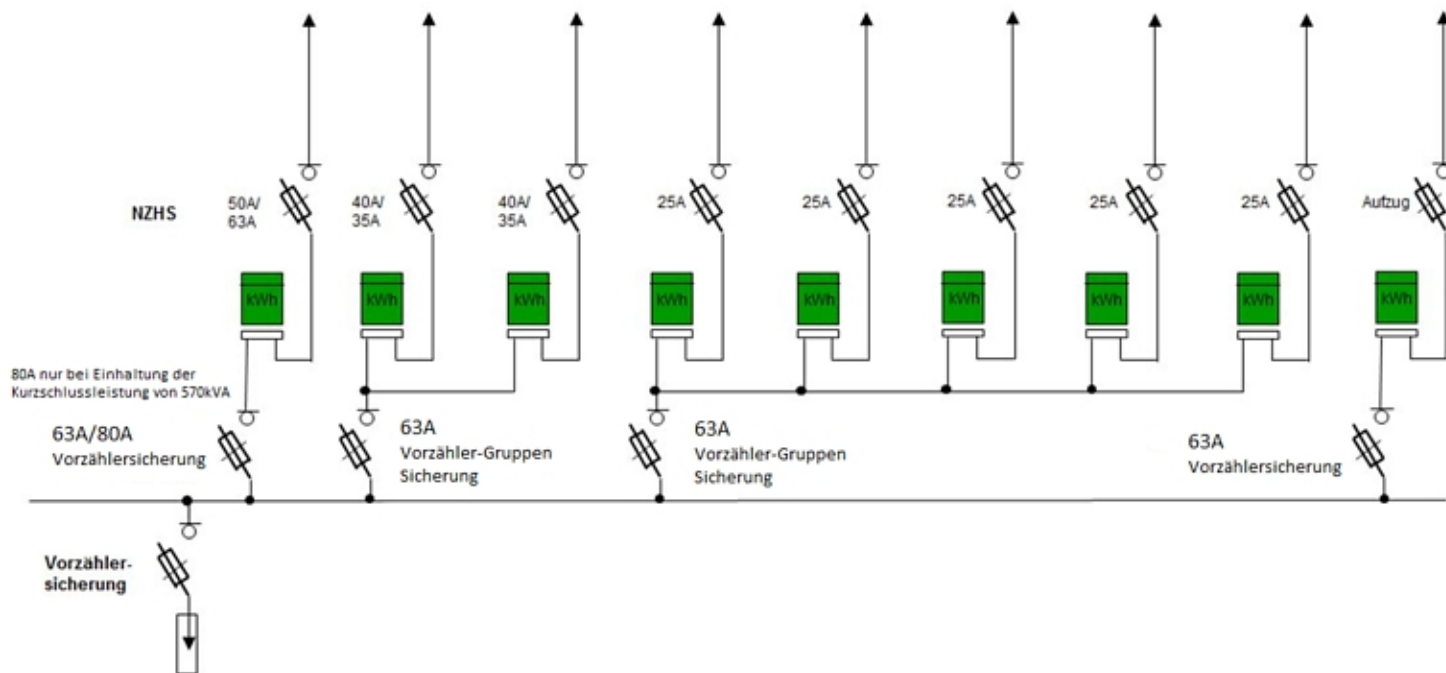 NZHS
50A/
63A
40A/
35A
40A/
35A
25A
25A
25A
25A
25A
Aufzug
kWh
kWh
kWh
kWh
kWh
kWh
kWh
kWh
kWh
80A nur bei Einhaltung der
Kurzschlussleistung von 570kVA
63A/80A
Vorzählersicherung
63A
Vorzähler-Gruppen
Sicherung
63A
Vorzähler-Gruppen
Sicherung
63A
Vorzählersicherung
Vorzähler-
sicherung